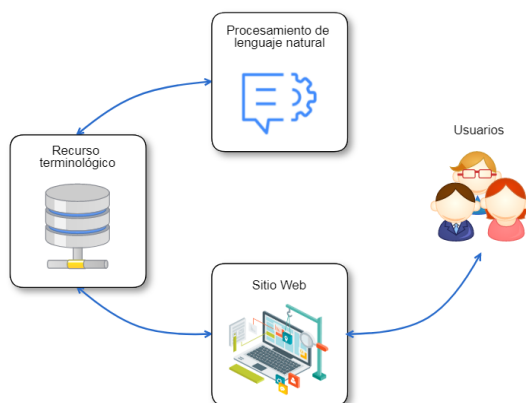 Procesamiento de
lenguaje natural
Usuarios
Recurso
terminológico
Sitio Web